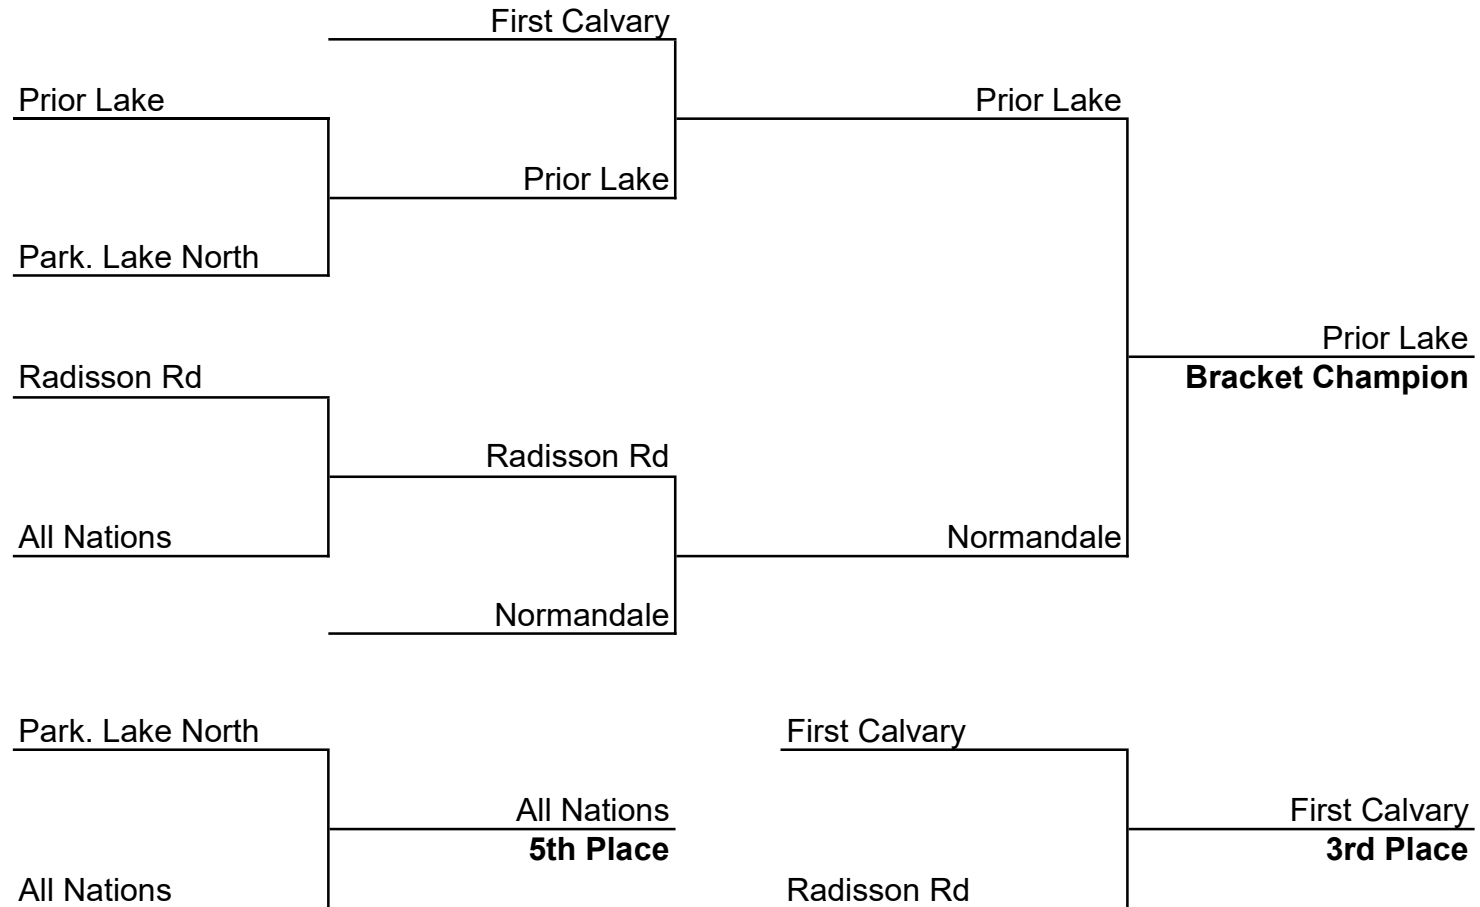 First Calvary
Prior Lake
Prior Lake
Prior Lake
Park. Lake North
Prior Lake
Bracket Champion
Radisson Rd
Radisson Rd
All Nations
Normandale
Normandale
Park. Lake North
First Calvary
All Nations
5th Place
First Calvary
3rd Place
All Nations
Radisson Rd